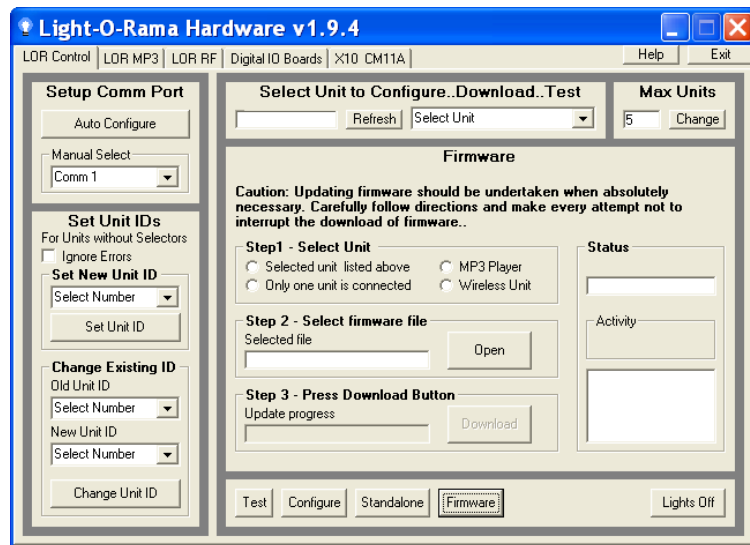 Light-O-Rama Hardware v1.9.4
LOR Control LOR MP3 LOR RF Digital IO Boards X10 CM11A Help Exit
Setup Comm Port
Auto Configure
Manual Select
Comm 1
Set Unit IDs
For Units without Selectors
Ignore Errors
Set New Unit ID
Select Number
Set Unit ID
Change Existing ID
Old Unit ID
Select Number
New Unit ID
Select Number
Change Unit ID
Select Unit to Configure..Download..Test
Refresh Select Unit
Max Units
5 Change
Firmware
Caution: Updating firmware should be undertaken when absolutely
necessary. Carefully follow directions and make every attempt not to
interrupt the download of firmware..
Step1 - Select Unit
Selected unit listed above MP3 Player
Only one unit is connected Wireless Unit
Step 2 - Select firmware file
Selected file
Open
Step 3 - Press Download Button
Update progress
Download
Status
Activity
Test Configure Standalone Firmware Lights Off